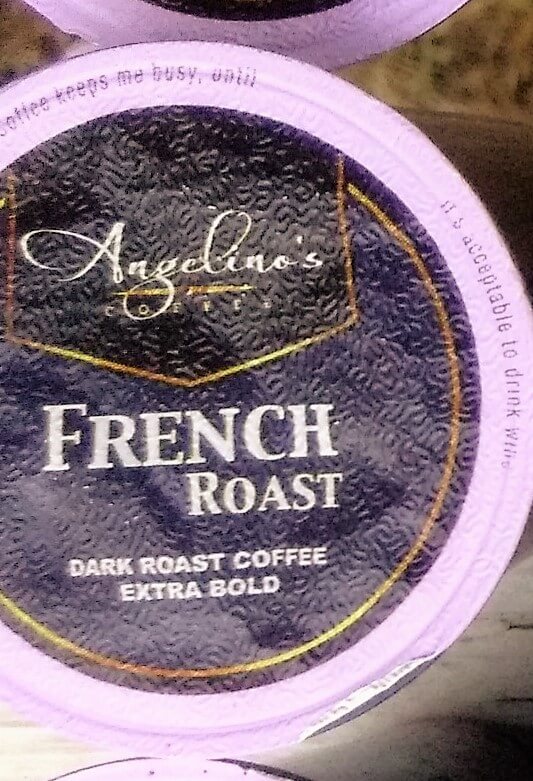 Coffee keeps me busy, until
it's acceptable to drink wine
Angelino's
COFFEE
FRENCH
ROAST
DARK ROAST COFFEE
EXTRA BOLD